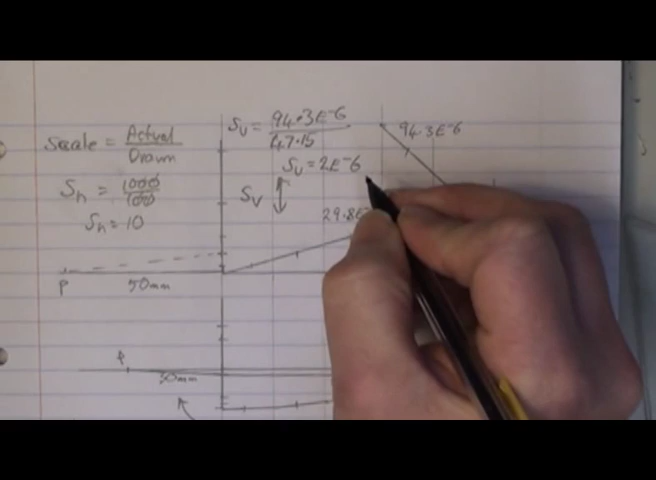 Scale = Actual
Drawn
Sh = 1000
100
Sh = 10
Sv = 94.3E-6
47.15
Sv = 2E-6
Sv
94.3E-6
29.8E
P
50mm
P
50mm